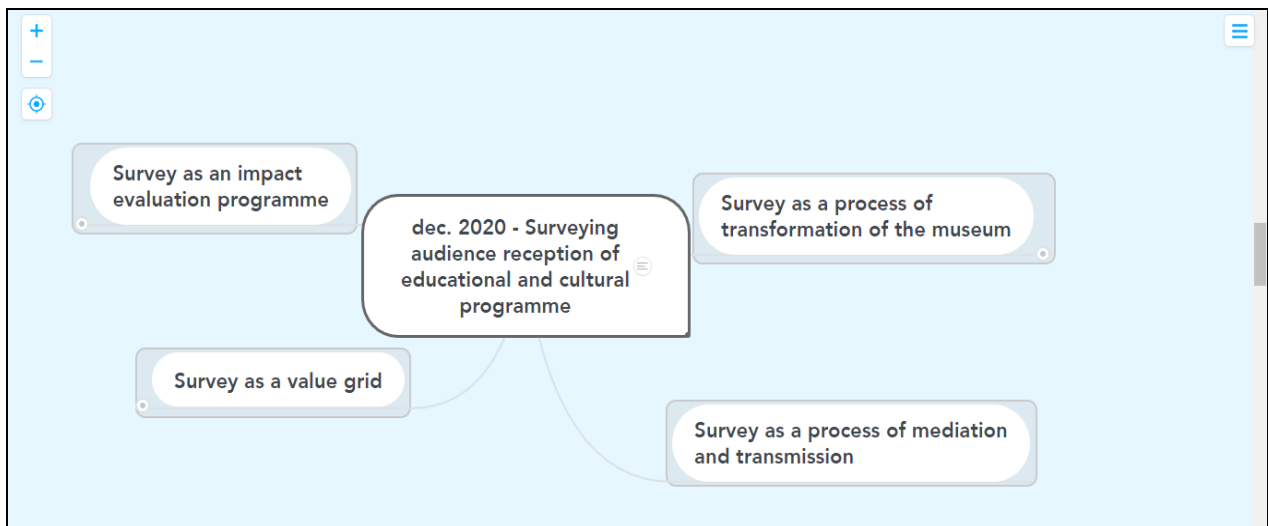 Survey as an impact
evaluation programme
dec. 2020 - Surveying
audience reception of
educational and cultural
programme
Survey as a process of
transformation of the museum
Survey as a value grid
Survey as a process of mediation
and transmission